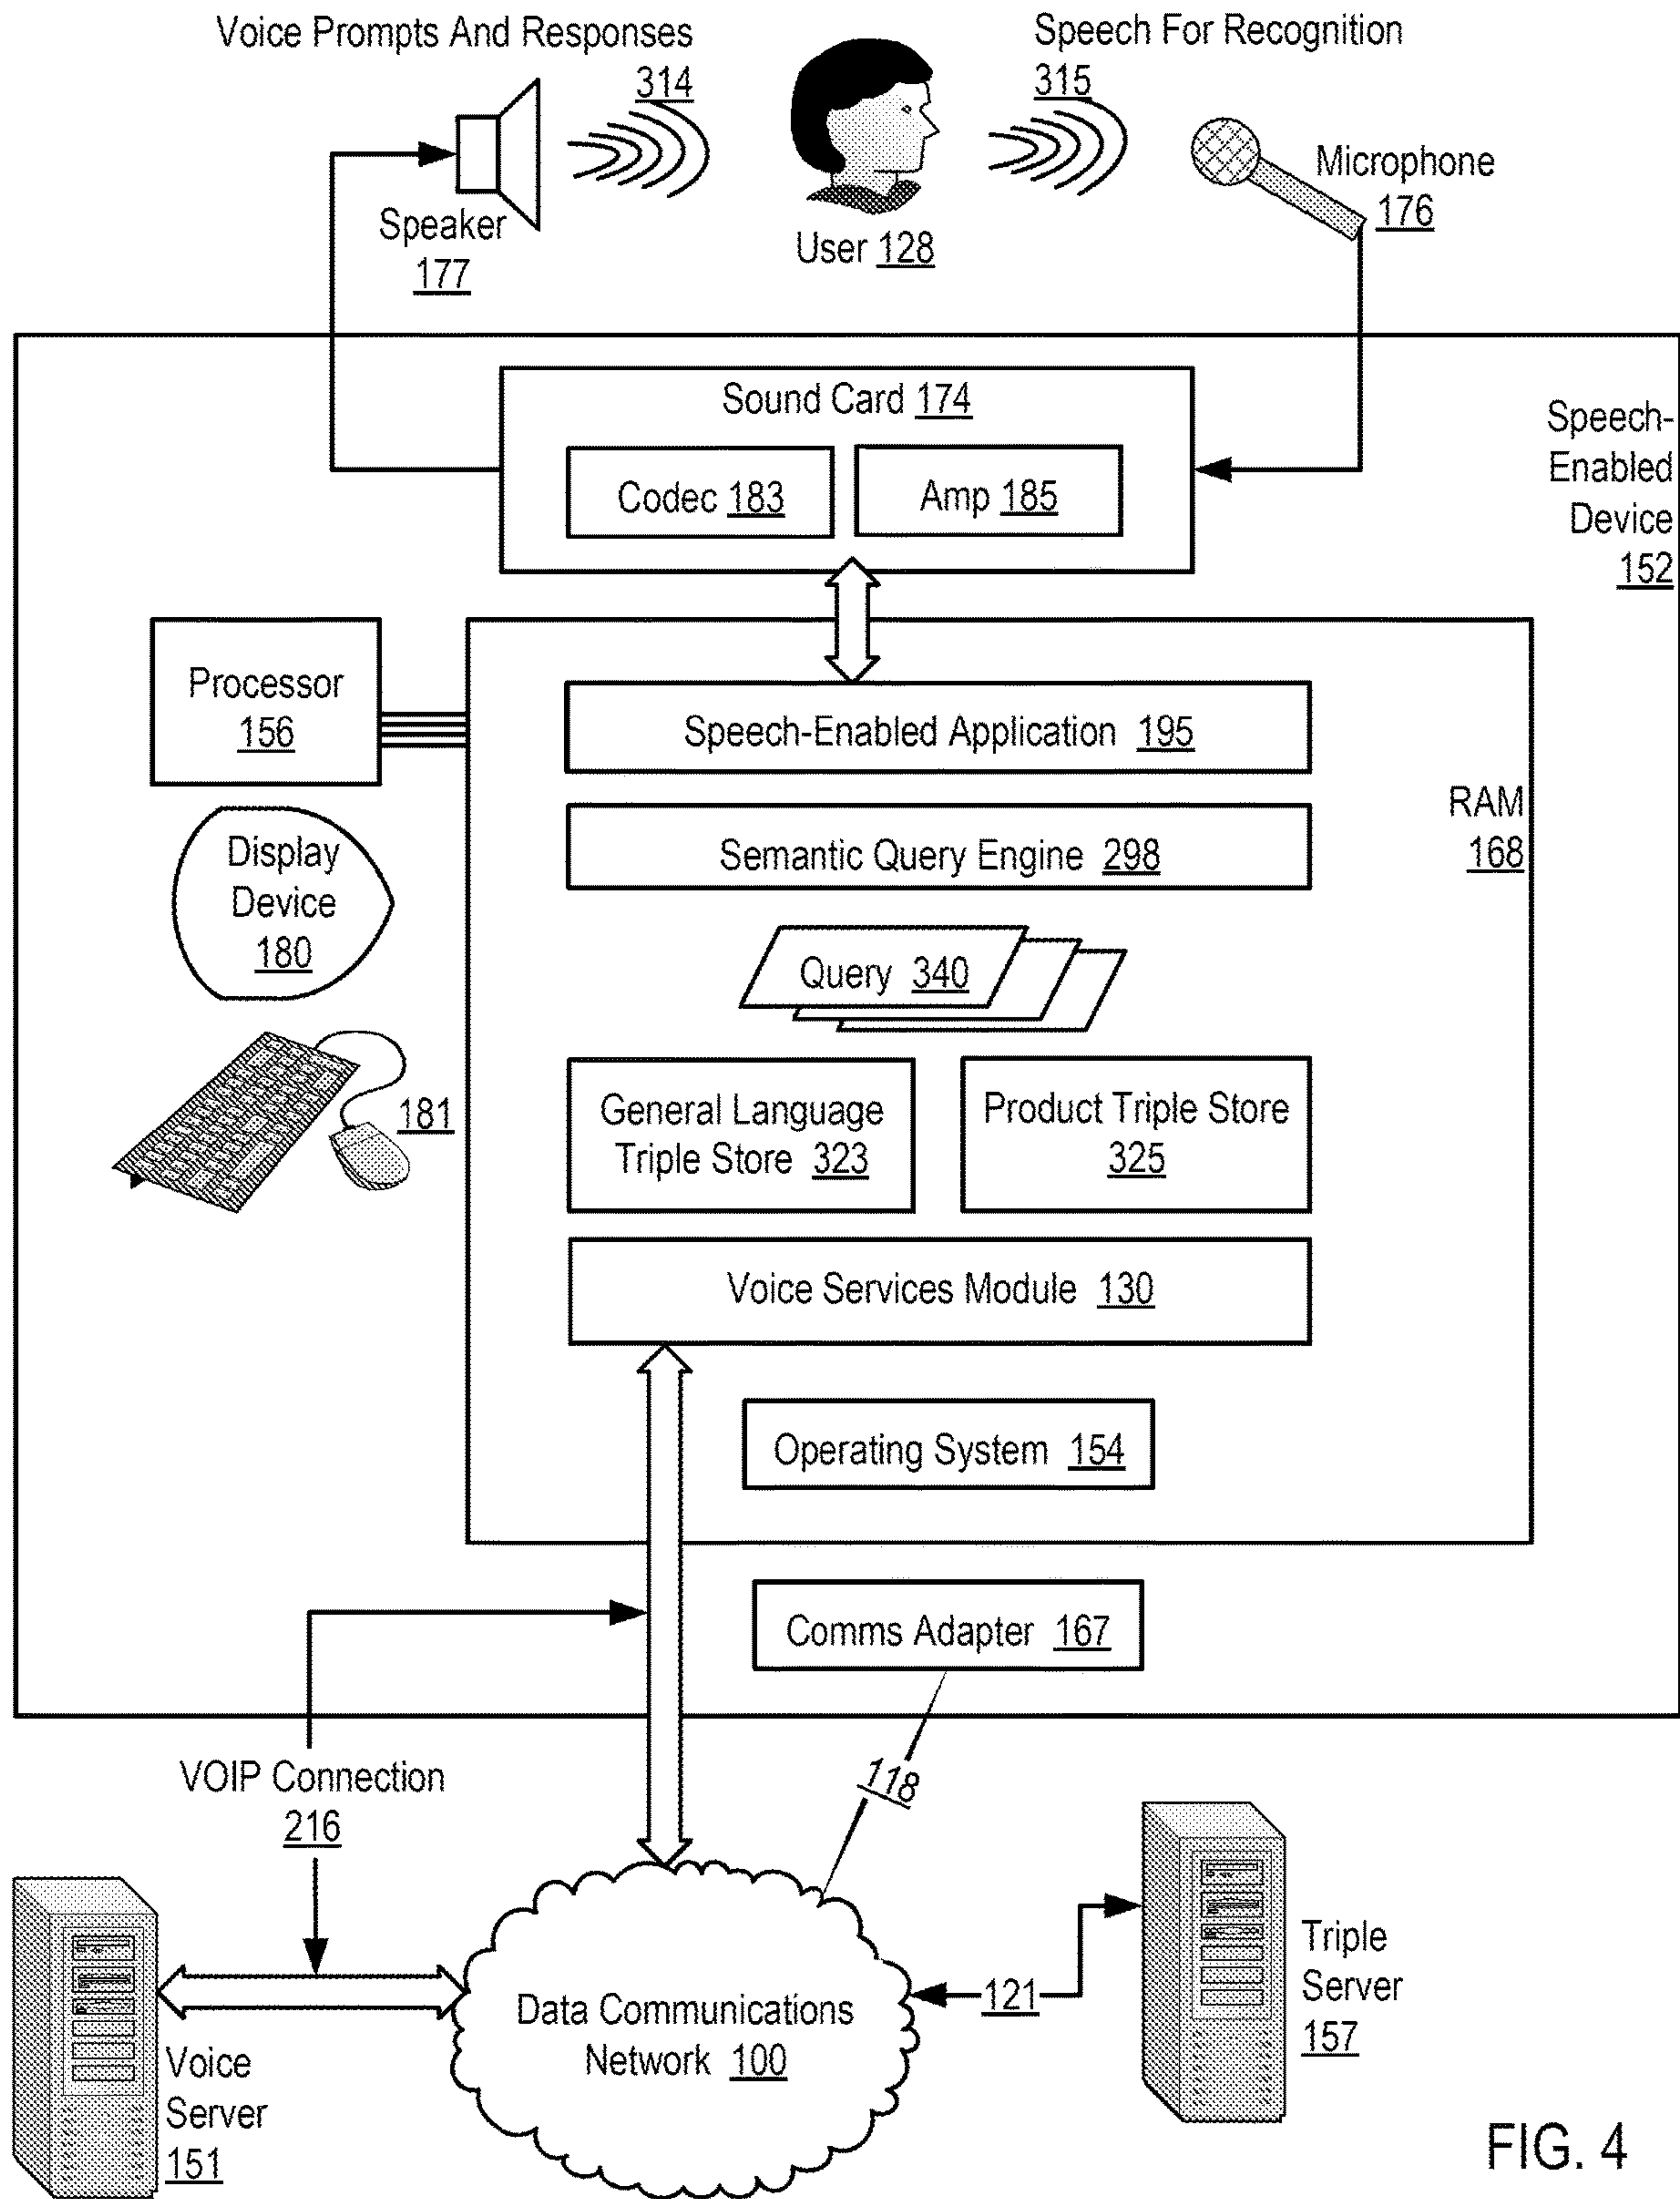 Voice Prompts And Responses
314
Speech For Recognition
315
Speaker
177
User 128
Microphone
176
Sound Card 174
Codec 183
Amp 185
Speech-
Enabled
Device
152
Processor
156
Speech-Enabled Application 195
RAM
168
Semantic Query Engine 298
Display
Device
180
Query 340
181
General Language
Triple Store 323
Product Triple Store
325
Voice Services Module 130
Operating System 154
Comms Adapter 167
VOIP Connection
216
118
Voice
Server
151
Data Communications
Network 100
121
Triple
Server
157
FIG. 4